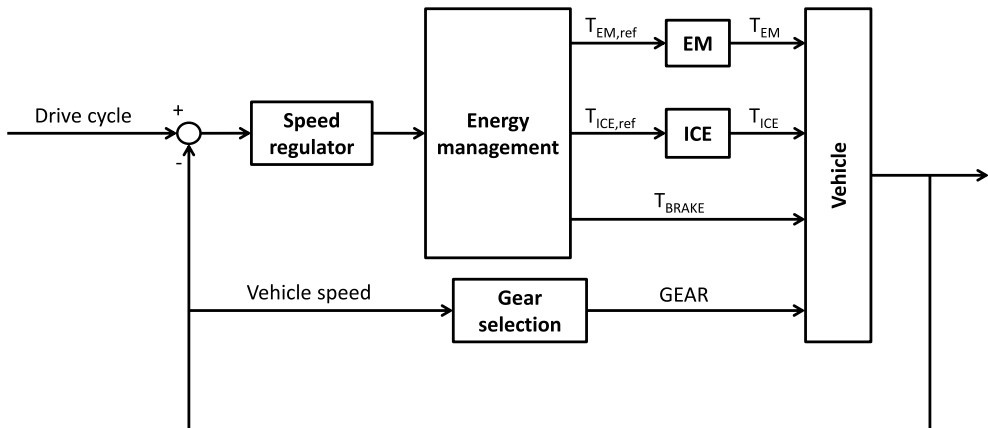 T_EM,ref
EM
T_EM
Drive cycle
+
-
Speed
regulator
Energy
management
T_ICE,ref
ICE
T_ICE
T_BRAKE
Vehicle
Vehicle speed
Gear
selection
GEAR